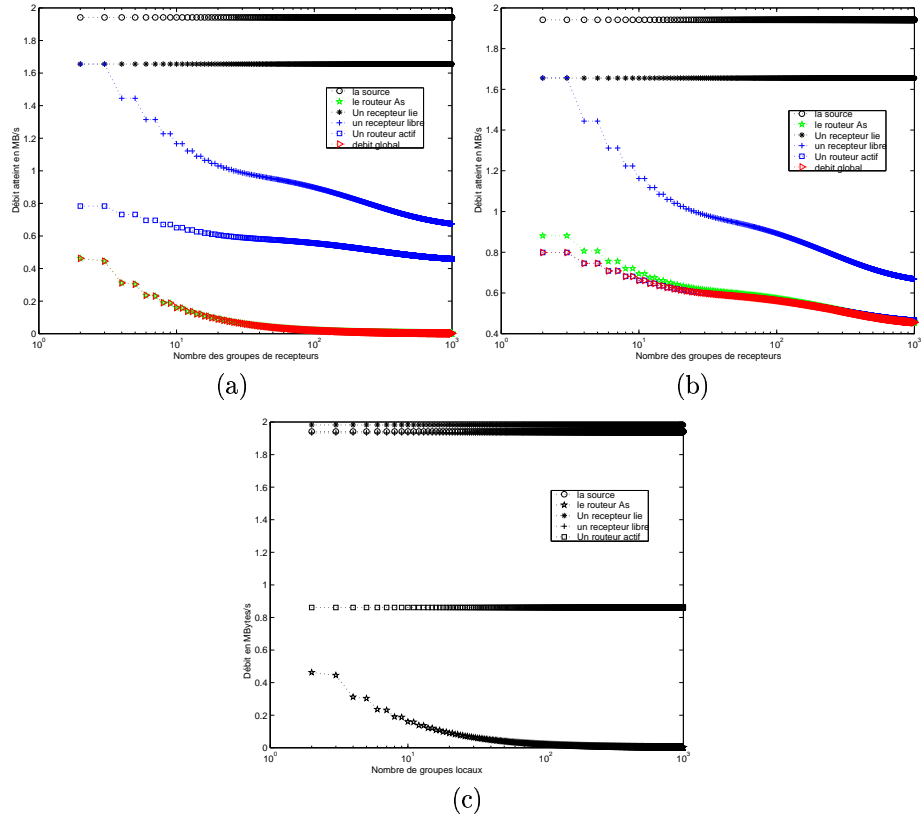 2
1.8
1.6
1.4
1.2
1
0.8
0.6
0.4
0.2
0
Débit atteint en MB/s
la source
le routeur As
Un recepteur lie
un recepteur libre
Un routeur actif
debit global
10^0
10^1
10^2
10^3
Nombre des groupes de recepteurs
(a)
2
1.8
1.6
1.4
1.2
1
0.8
0.6
0.4
Débit atteint en MB/s
la source
le routeur As
Un recepteur lie
un recepteur libre
Un routeur actif
debit global
10^0
10^1
10^2
10^3
Nombre des groupes de recepteurs
(b)
2
1.8
1.6
1.4
1.2
1
0.8
0.6
0.4
0.2
0
Débit en MBytes/s
la source
le routeur As
Un recepteur lie
un recepteur libre
Un routeur actif
10^0
10^1
10^2
10^3
Nombre de groupes locaux
(c)